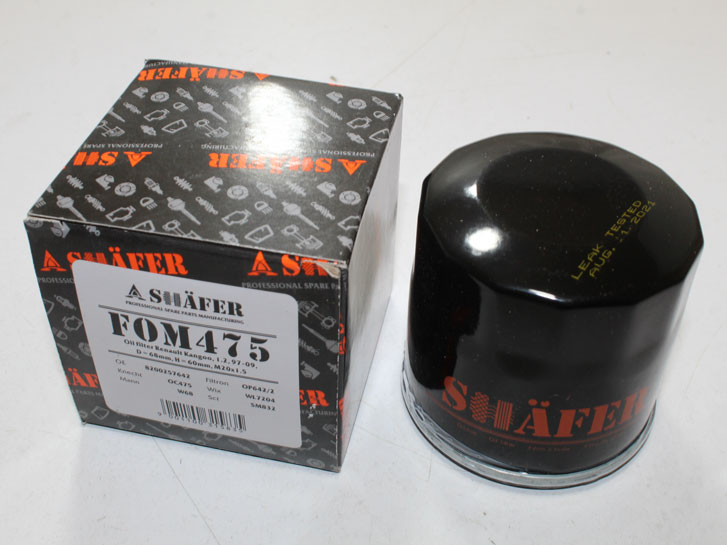 SHÄFER
PROFESSIONAL SPARE
MANUFACTURING
SHÄFER
SHÄFER
PROFESSIONAL SPARE PARTS
SHÄFER
PROFESSIONAL SPARE PARTS MANUFACTURING
FOM475
Oil filter Renault Kangoo, 1.2, 97-09,
D - 68mm, H - 60mm, M20x1.5
OE 8200257642 Filtron OP642/2
Knecht OC475 Wix WL7204
Mann W68 Sct SM832
LEAK TESTED
AUG. 2021
SHÄFER